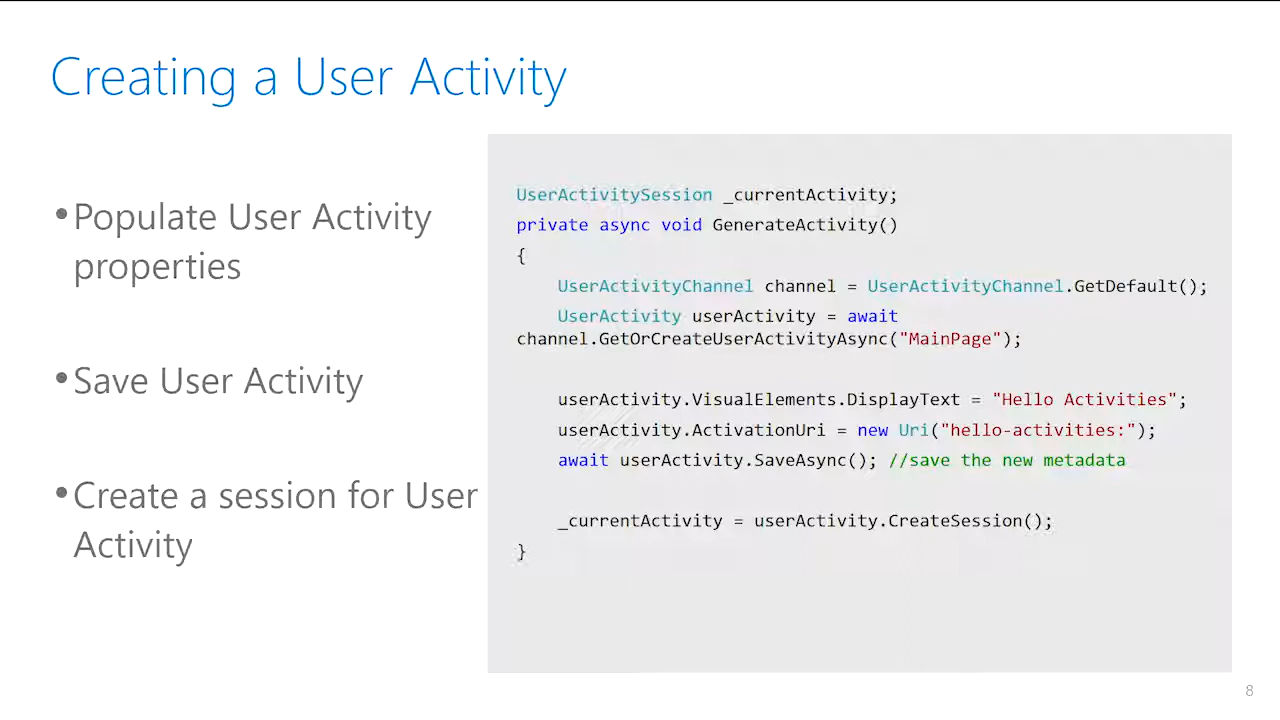 Creating a User Activity
•Populate User Activity
properties
•Save User Activity
•Create a session for User
Activity
UserActivitySession _currentActivity;
private async void GenerateActivity()
{
UserActivityChannel channel = UserActivityChannel.GetDefault();
UserActivity userActivity = await
channel.GetOrCreateUserActivityAsync("MainPage");
userActivity.VisualElements.DisplayText = "Hello Activities";
userActivity.ActivationUri = new Uri("hello-activities:");
await userActivity.SaveAsync(); //save the new metadata
_currentActivity = userActivity.CreateSession();
}
8